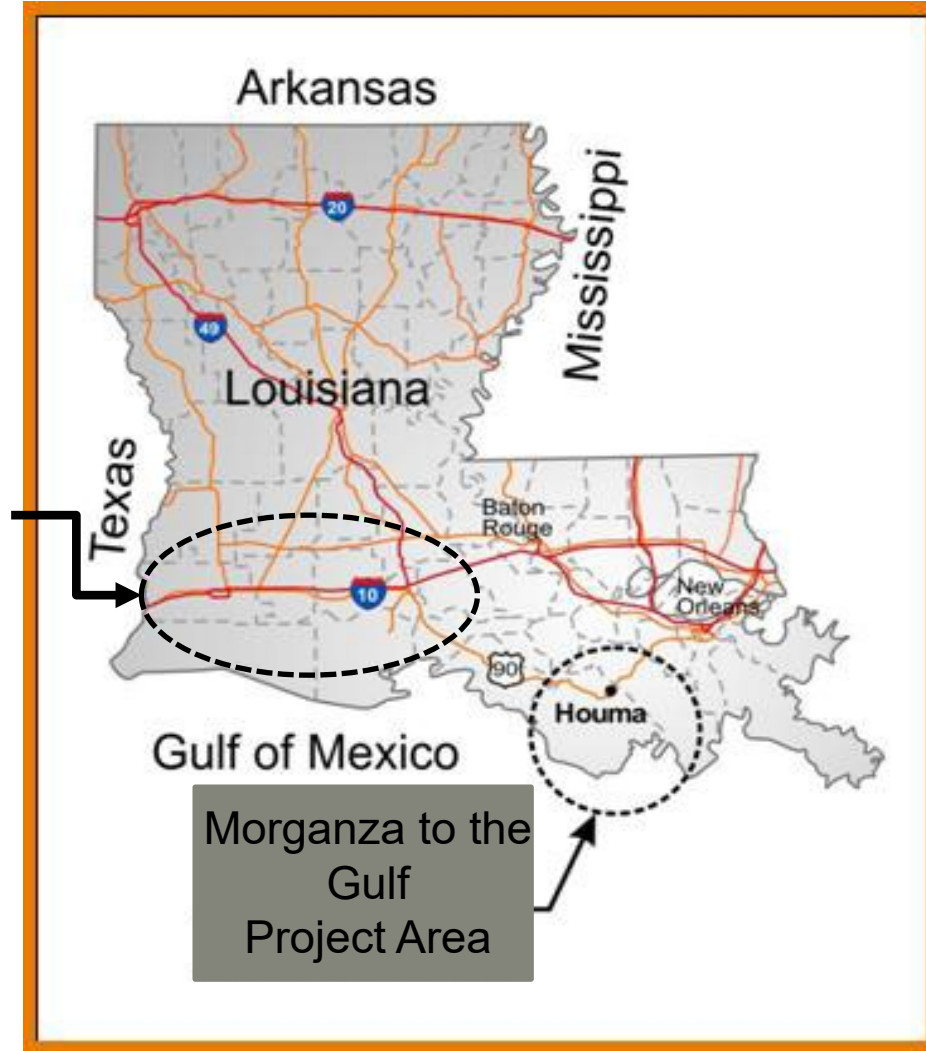 Arkansas
20
Mississippi
49
Louisiana
Texas
Baton
Rouge
10
New
Orleans
90
Houma
Gulf of Mexico
Morganza to the
Gulf
Project Area